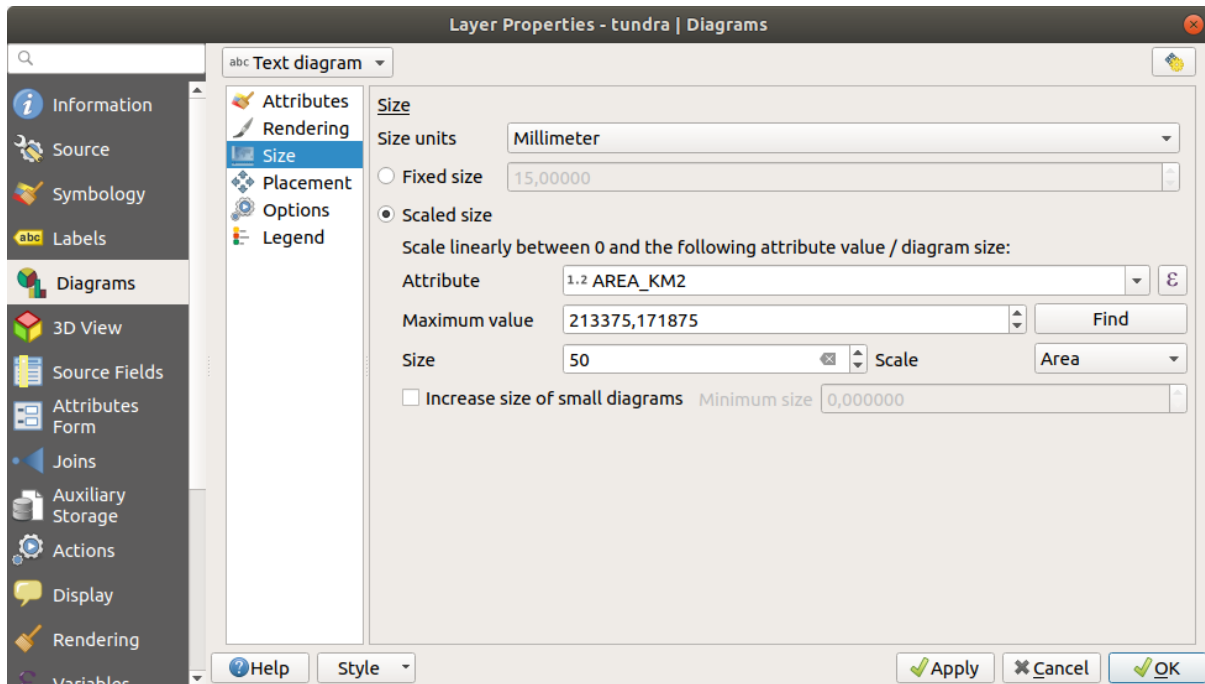 Layer Properties - tundra | Diagrams
abc Text diagram
Information
Source
Symbology
abc Labels
Diagrams
3D View
Source Fields
Attributes
Form
Joins
Auxiliary
Storage
Actions
Display
Rendering
Variables
Attributes
Rendering
Size
Placement
Options
Legend
Size
Size units Millimeter
Fixed size 15,00000
Scaled size
Scale linearly between 0 and the following attribute value / diagram size:
Attribute 1.2 AREA_KM2 ε
Maximum value 213375,171875 Find
Size 50 Scale Area
Increase size of small diagrams Minimum size 0,000000
Help Style Apply Cancel OK